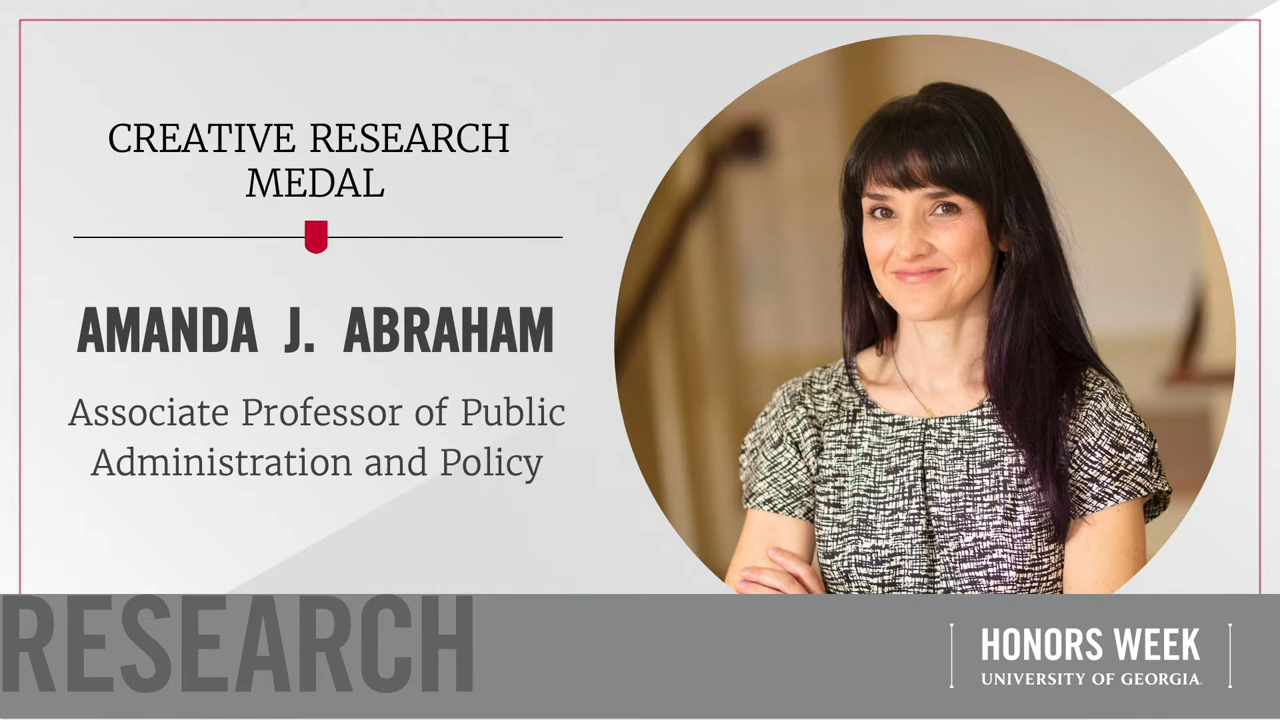 CREATIVE RESEARCH
MEDAL
AMANDA J. ABRAHAM
Associate Professor of Public
Administration and Policy
RESEARCH
HONORS WEEK
UNIVERSITY OF GEORGIA